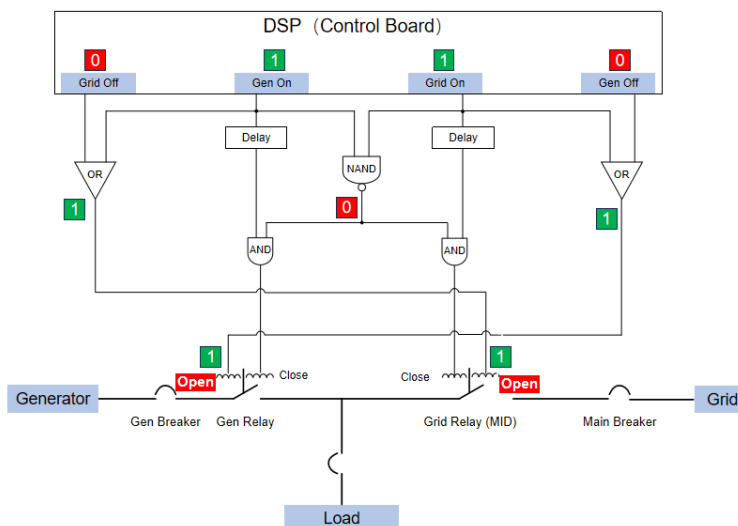 DSP（Control Board）
0 1 1 0
Grid Off Gen On Grid On Gen Off
Delay Delay
NAND
OR OR
1 0 1
AND AND
1 1
Open Close Close Open
Generator Grid
Gen Breaker Gen Relay Grid Relay (MID) Main Breaker
Load